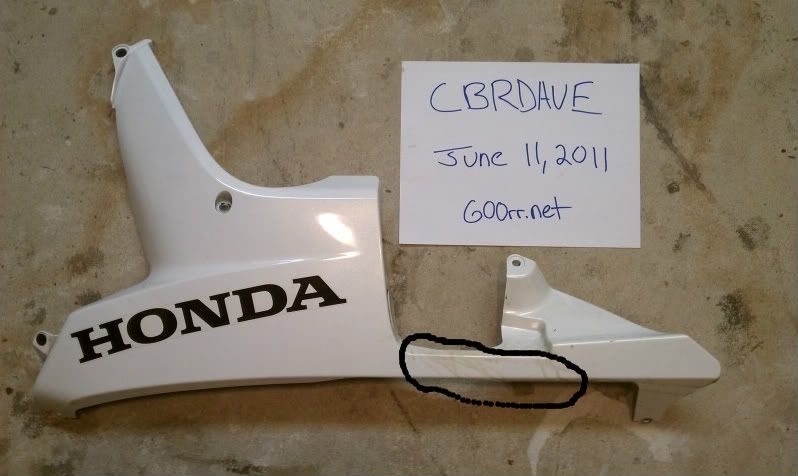 CBRDAVE
June 11, 2011
600rr.net
HONDA